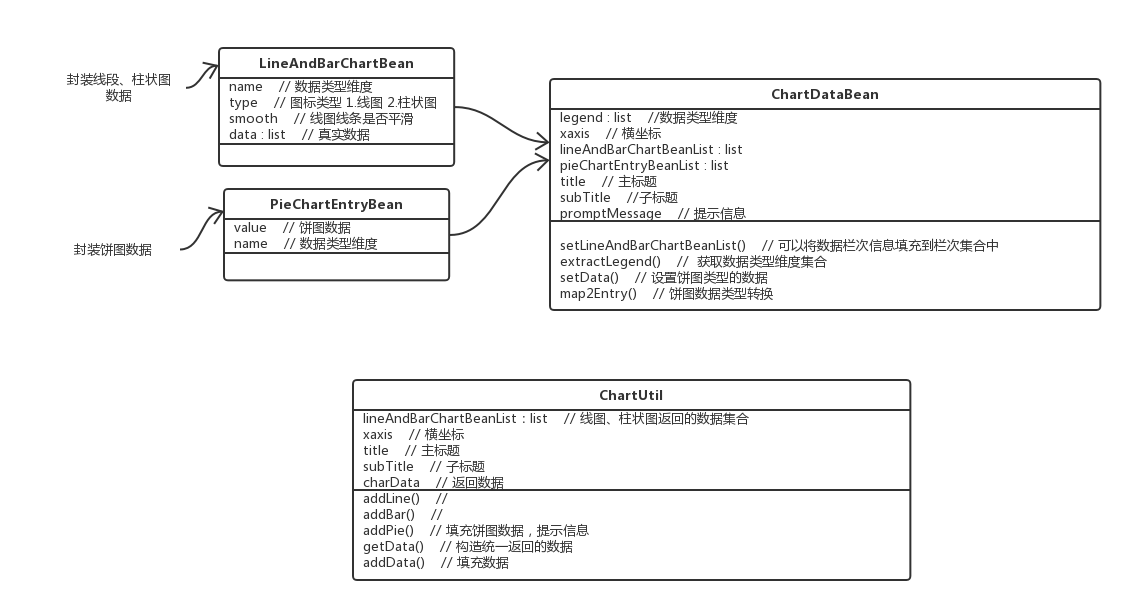 封装线段、柱状图
数据
LineAndBarChartBean
name // 数据类型维度
type // 图标类型 1.线图 2.柱状图
smooth // 线图线条是否平滑
data : list // 真实数据
封装饼图数据
PieChartEntryBean
value // 饼图数据
name // 数据类型维度
ChartDataBean
legend : list //数据类型维度
xaxis // 横坐标
lineAndBarChartBeanList : list
pieChartEntryBeanList : list
title // 主标题
subTitle //子标题
promptMessage // 提示信息
setLineAndBarChartBeanList() // 可以将数据栏次信息填充到栏次集合中
extractLegend() // 获取数据类型维度集合
setData() // 设置饼图类型的数据
map2Entry() // 饼图数据类型转换
ChartUtil
lineAndBarChartBeanList : list // 线图、柱状图返回的数据集合
xaxis // 横坐标
title // 主标题
subTitle // 子标题
charData // 返回数据
addLine() //
addBar() //
addPie() // 填充饼图数据，提示信息
getData() // 构造统一返回的数据
addData() // 填充数据